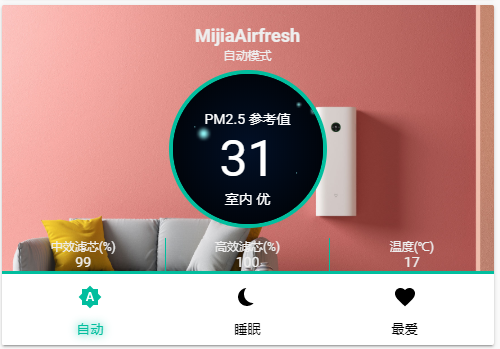 MijiaAirfresh
自动模式
PM2.5 参考值
31
室内 优
中效滤芯(%) 高效滤芯(%) 温度(℃)
99 100 17
A
自动 睡眠 最爱